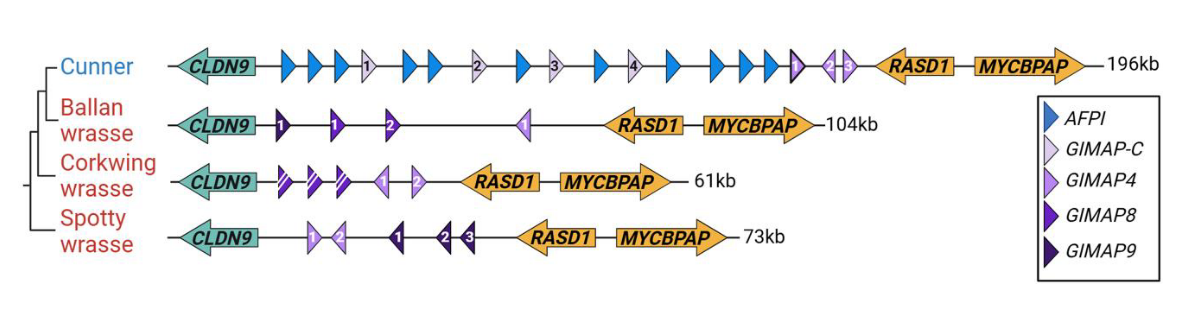 Cunner CLDN9 1 2 3 4 1 2 3 RASD1 MYCBPAP 196kb
Ballan
wrasse CLDN9 1 1 2 1 RASD1 MYCBPAP 104kb
Corkwing
wrasse CLDN9 1 2 RASD1 MYCBPAP 61kb
Spotty
wrasse CLDN9 1 2 1 2 3 RASD1 MYCBPAP 73kb
AFPI
GIMAP-C
GIMAP4
GIMAP8
GIMAP9